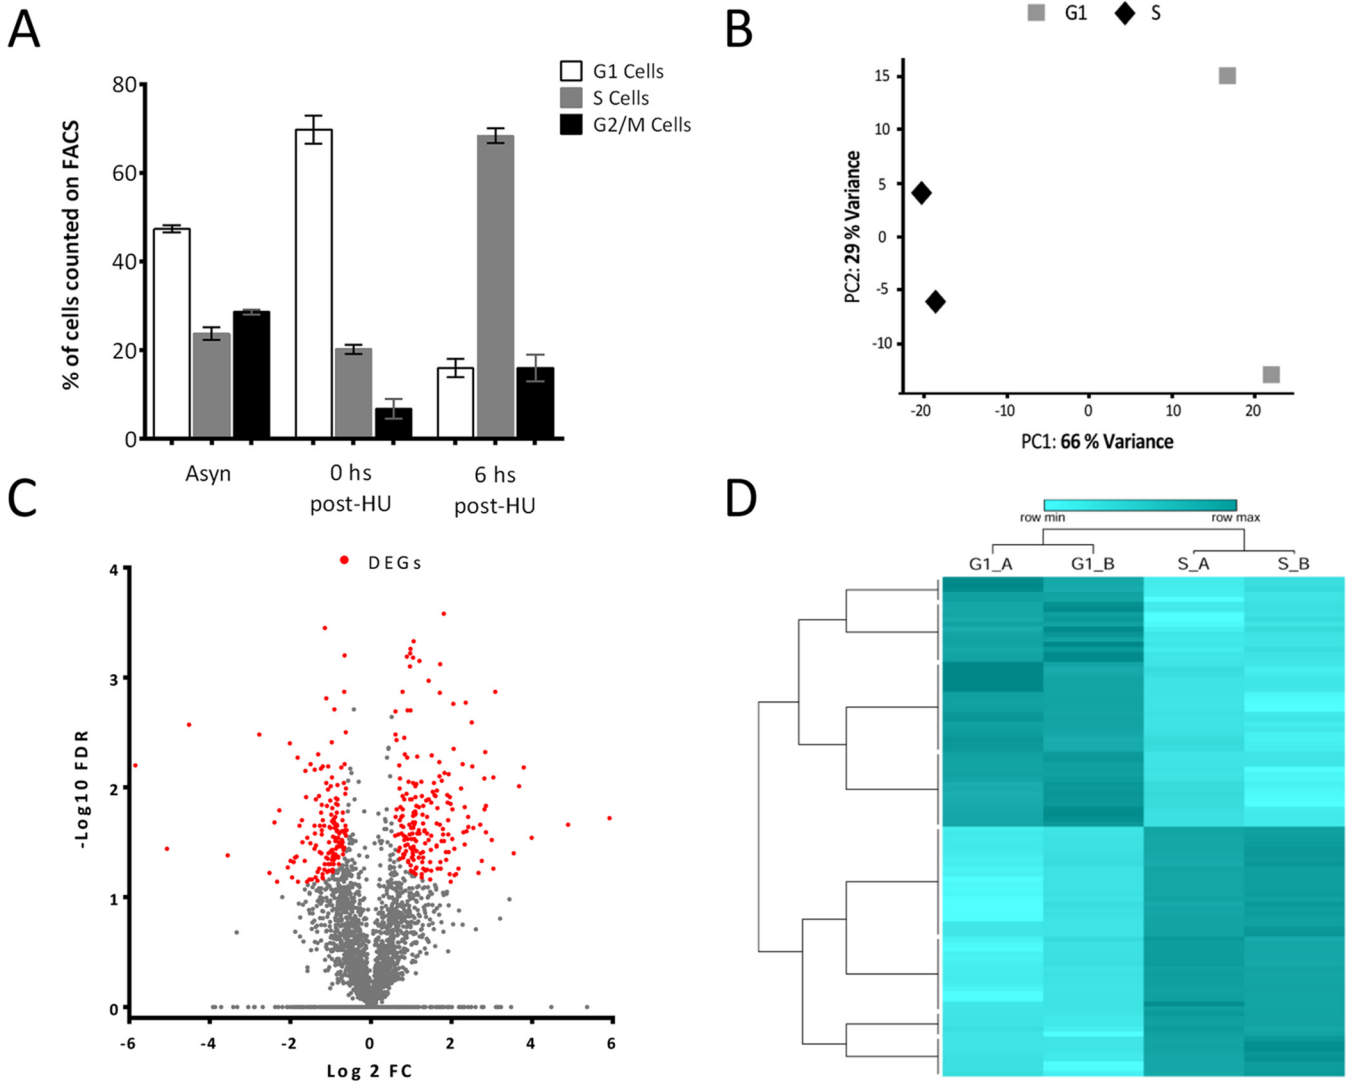 A
G1 Cells
S Cells
G2/M Cells
% of cells counted on FACS
80
60
40
20
0
Asyn
0 hs
post-HU
6 hs
post-HU
B
G1 S
PC2: 29 % Variance
15
10
5
0
-5
-10
-20 -10 0 10 20
PC1: 66 % Variance
C
DEGs
-Log10 FDR
4
3
2
1
0
-6 -4 -2 0 2 4 6
Log 2 FC
D
row min row max
G1_A G1_B S_A S_B